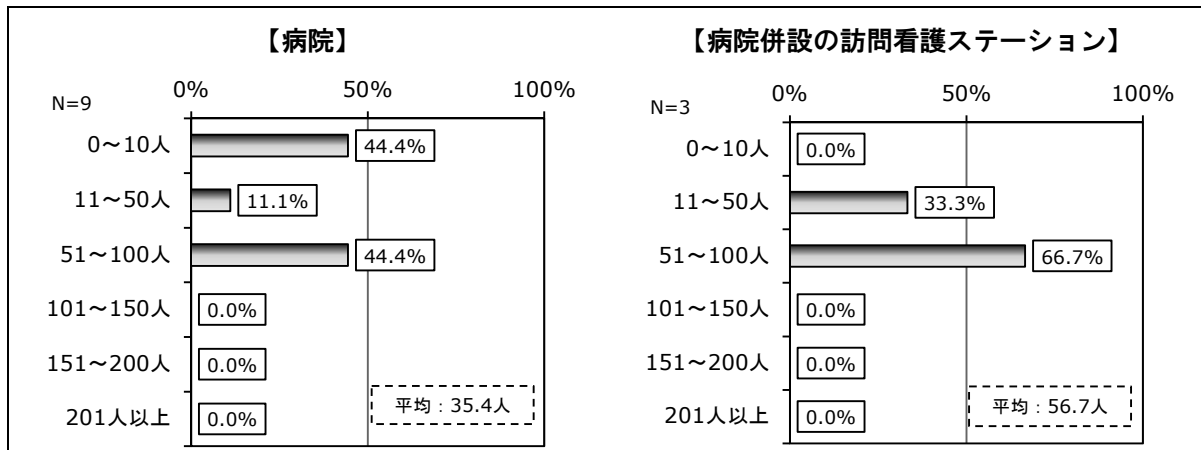 【病院】
N=9
0% 50% 100%
0～10人 44.4%
11～50人 11.1%
51～100人 44.4%
101～150人 0.0%
151～200人 0.0%
201人以上 0.0%
平均：35.4人
【病院併設の訪問看護ステーション】
N=3
0% 50% 100%
0～10人 0.0%
11～50人 33.3%
51～100人 66.7%
101～150人 0.0%
151～200人 0.0%
201人以上 0.0%
平均：56.7人